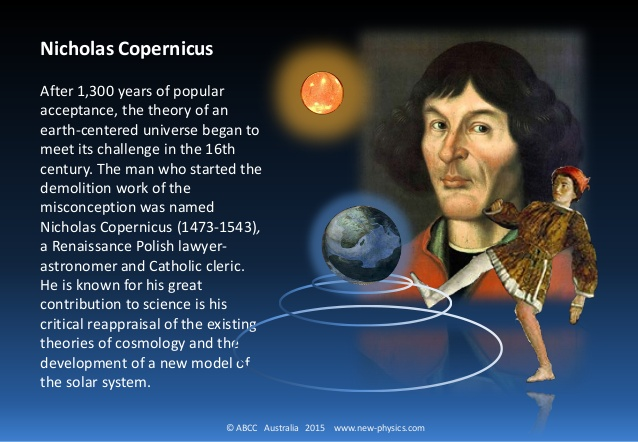 Nicholas Copernicus
After 1,300 years of popular
acceptance, the theory of an
earth-centered universe began to
meet its challenge in the 16th
century. The man who started the
demolition work of the
misconception was named
Nicholas Copernicus (1473-1543),
a Renaissance Polish lawyer-
astronomer and Catholic cleric.
He is known for his great
contribution to science is his
critical reappraisal of the existing
theories of cosmology and the
development of a new model of
the solar system.
© ABCC Australia 2015 www.new-physics.com